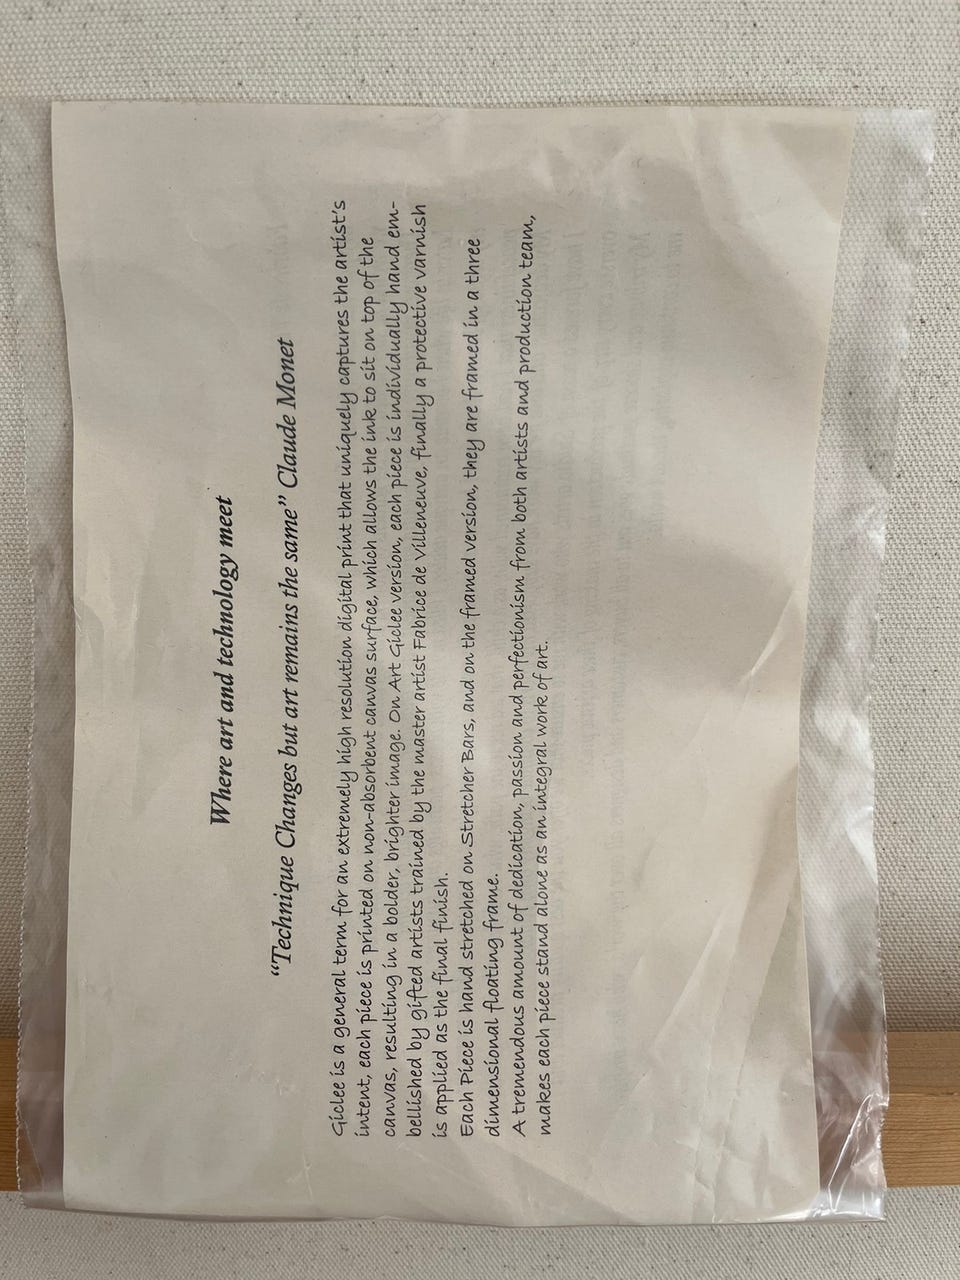 Where art and technology meet
“Technique Changes but art remains the same” Claude Monet
Giclee is a general term for an extremely high resolution digital print that uniquely captures the artist's
intent, each piece is printed on non-absorbent canvas surface, which allows the ink to sit on top of the
canvas, resulting in a bolder, brighter image. On Art Giclee version, each piece is individually hand em-
bellished by gifted artists trained by the master artist Fabrice de Villeneuve, finally a protective varnish
is applied as the final finish.
Each Piece is hand stretched on Stretcher Bars, and on the framed version, they are framed in a three
dimensional floating frame.
A tremendous amount of dedication, passion and perfectionism from both artists and production team,
makes each piece stand alone as an integral work of art.